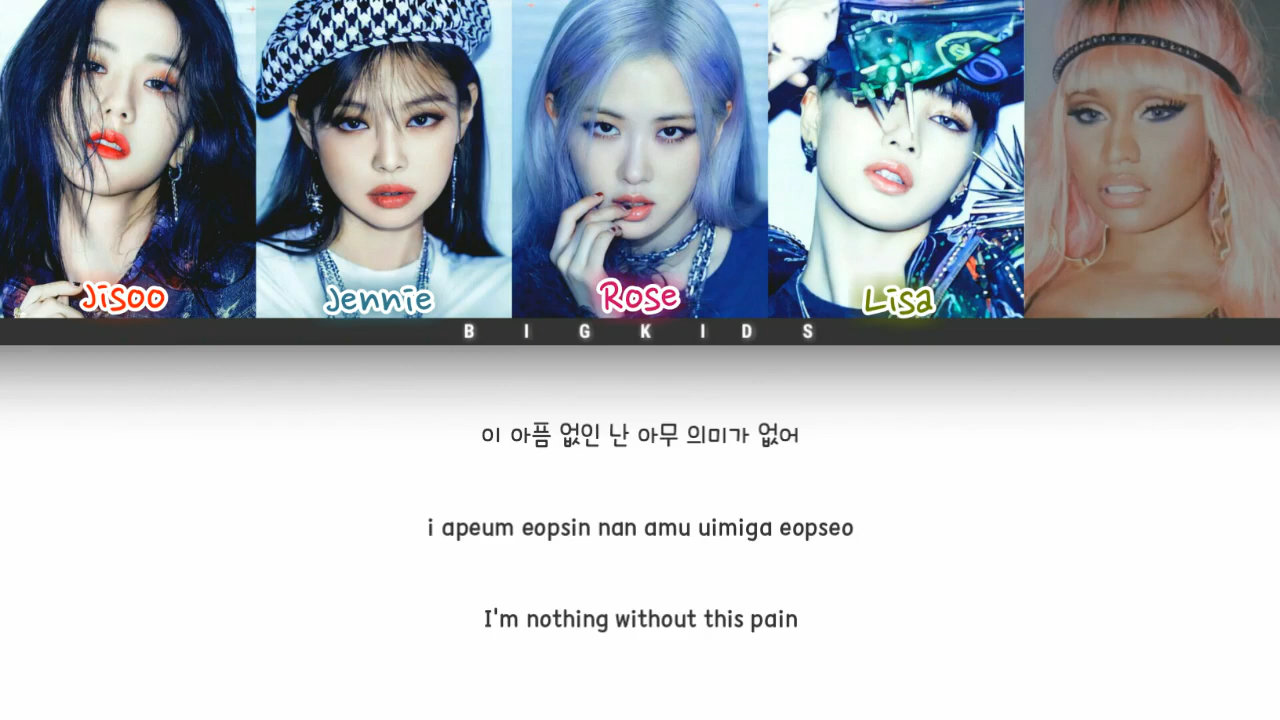 Jisoo Jennie Rose Lisa
BIGKIDS
이 아픔 없인 난 아무 의미가 없어
i apeum eopsin nan amu uimiga eopseo
I'm nothing without this pain